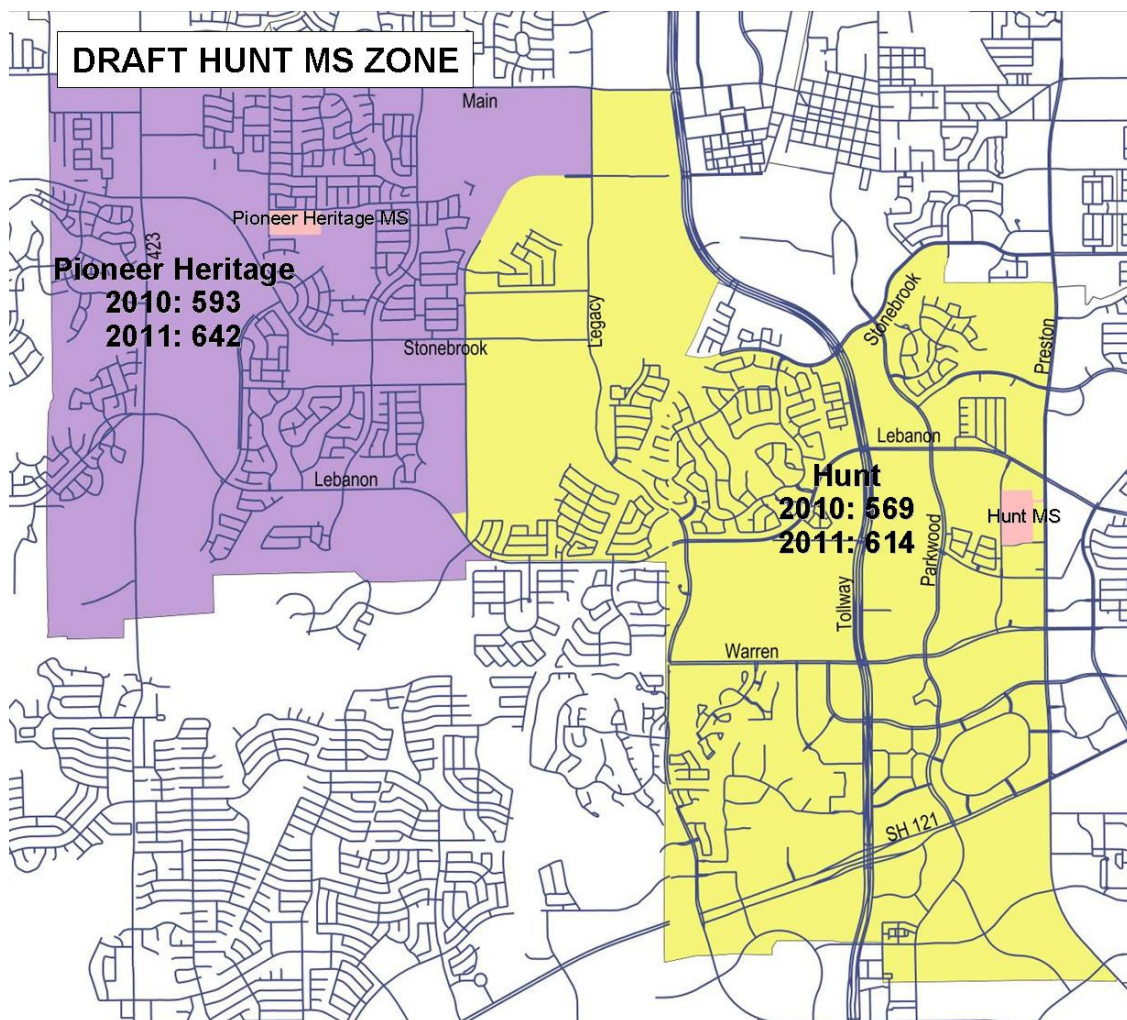 DRAFT HUNT MS ZONE
Main
Pioneer Heritage MS
423
Pioneer Heritage
2010: 593
2011: 642
Stonebrook
Legacy
Stonebrook
Preston
Lebanon
Lebanon
Hunt
2010: 569
2011: 614
Hunt MS
Parkwood
Tollway
Warren
SH 121